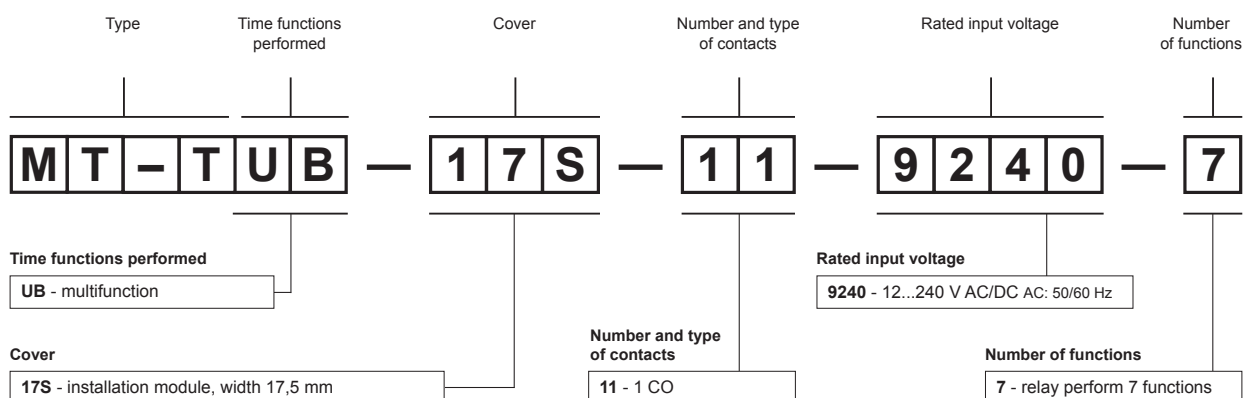 Type
Time functions
performed
Cover
Number and type
of contacts
Rated input voltage
Number
of functions
MT-TUB — 17S — 11 — 9240 — 7
Time functions performed
UB - multifunction
Rated input voltage
9240 - 12...240 V AC/DC AC: 50/60 Hz
Cover
17S - installation module, width 17,5 mm
Number and type
of contacts
11 - 1 CO
Number of functions
7 - relay perform 7 functions